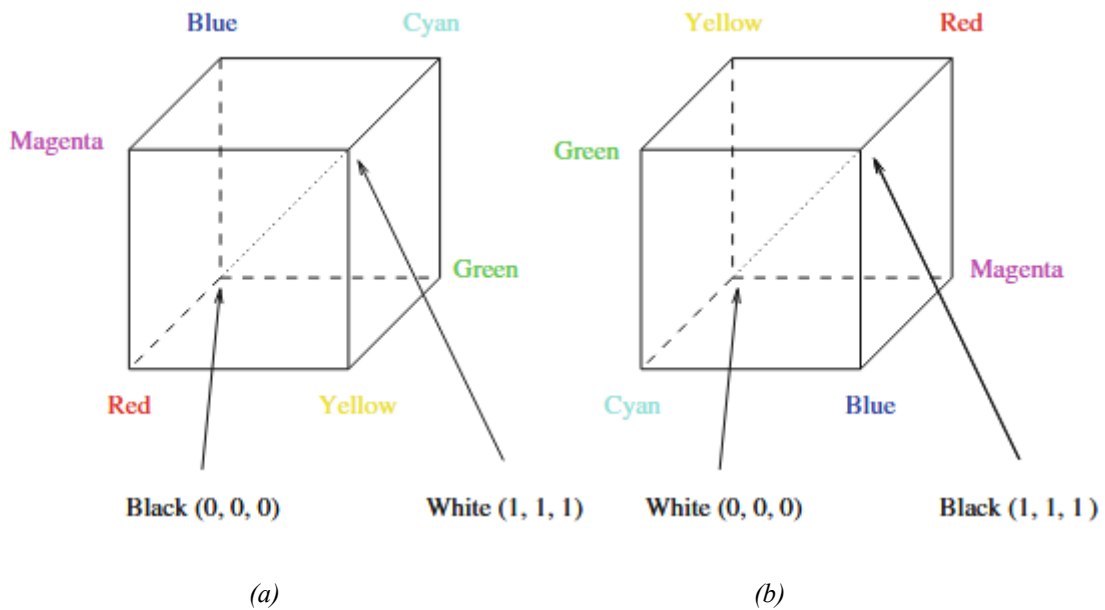 Blue Cyan Yellow Red
Magenta Green
Green Magenta
Red Yellow Cyan Blue
Black (0, 0, 0) White (1, 1, 1) White (0, 0, 0) Black (1, 1, 1 )
(a) (b)